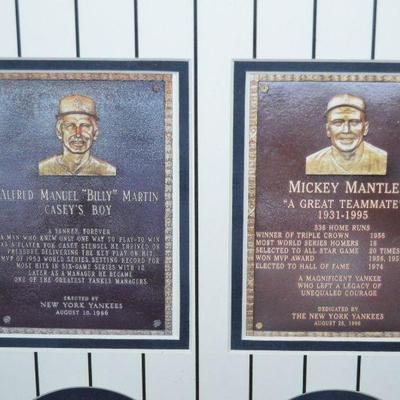 ALFRED MANUEL "BILLY" MARTIN
CASEY'S BOY
A YANKEE FOREVER
A MAN WHO KNEW ONLY ONE WAY TO PLAY-TO WIN
AS A PLAYER FOR CASEY STENGEL HE THRIVED ON
PRESSURE, DELIVERING THE KEY PLAY OR HIT.
MVP OF 1953 WORLD SERIES, SETTING RECORD FOR
MOST HITS IN SIX-GAME SERIES WITH 12
LATER AS A MANAGER HE BECAME
ONE OF THE GREATEST YANKEE MANAGERS.
ERECTED BY
NEW YORK YANKEES
AUGUST 10, 1986
MICKEY MANTLE
"A GREAT TEAMMATE"
1931-1995
536 HOME RUNS
WINNER OF TRIPLE CROWN 1956
MOST WORLD SERIES HOMERS 18
SELECTED TO ALL STAR GAME 20 TIMES
WON MVP AWARD 1956, 195
ELECTED TO HALL OF FAME 1974
A MAGNIFICENT YANKEE
WHO LEFT A LEGACY OF
UNEQUALED COURAGE
DEDICATED BY
THE NEW YORK YANKEES
AUGUST 25, 1996